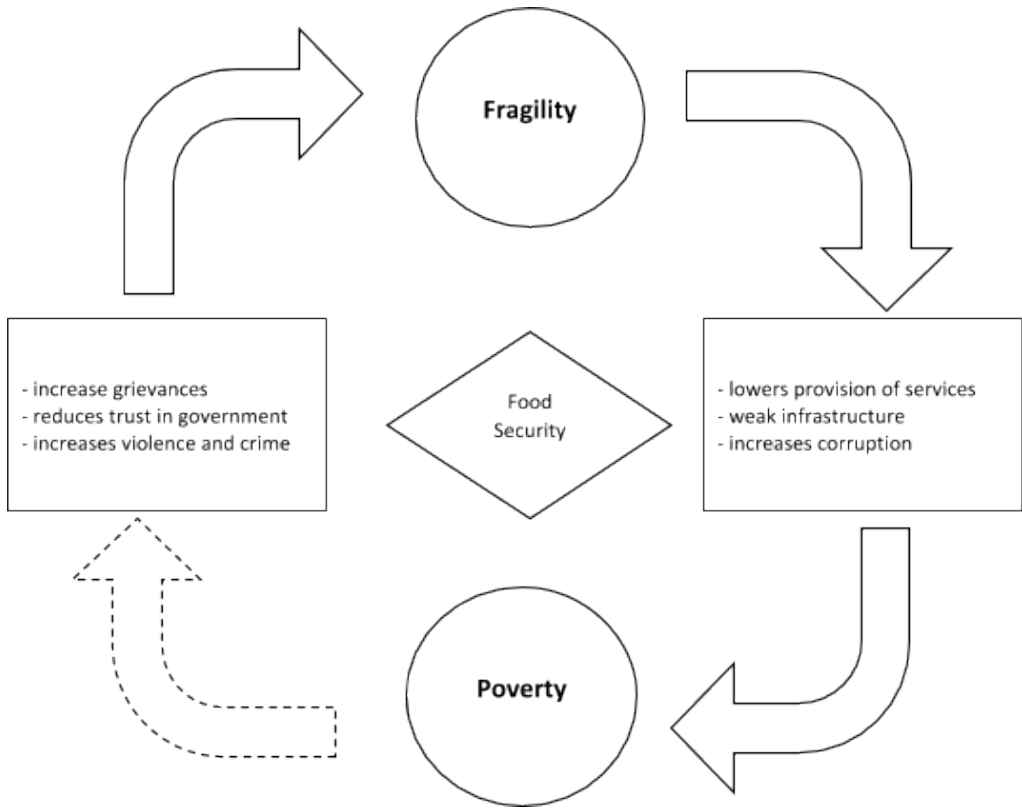 Fragility
- increase grievances
- reduces trust in government
- increases violence and crime
Food
Security
- lowers provision of services
- weak infrastructure
- increases corruption
Poverty